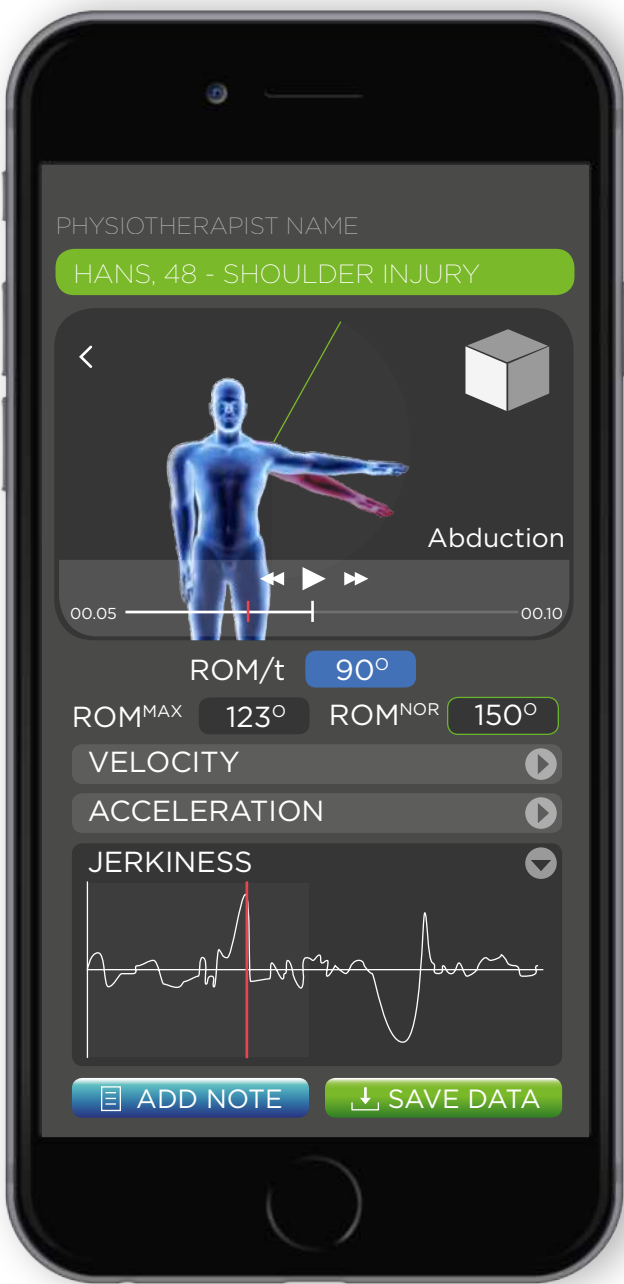 PHYSIOTHERAPIST NAME
HANS, 48 - SHOULDER INJURY
Abduction
00.05 00.10
ROM/t 90°
ROMᴹᴬˣ 123° ROMᴺᴼᴿ 150°
VELOCITY
ACCELERATION
JERKINESS
ADD NOTE SAVE DATA